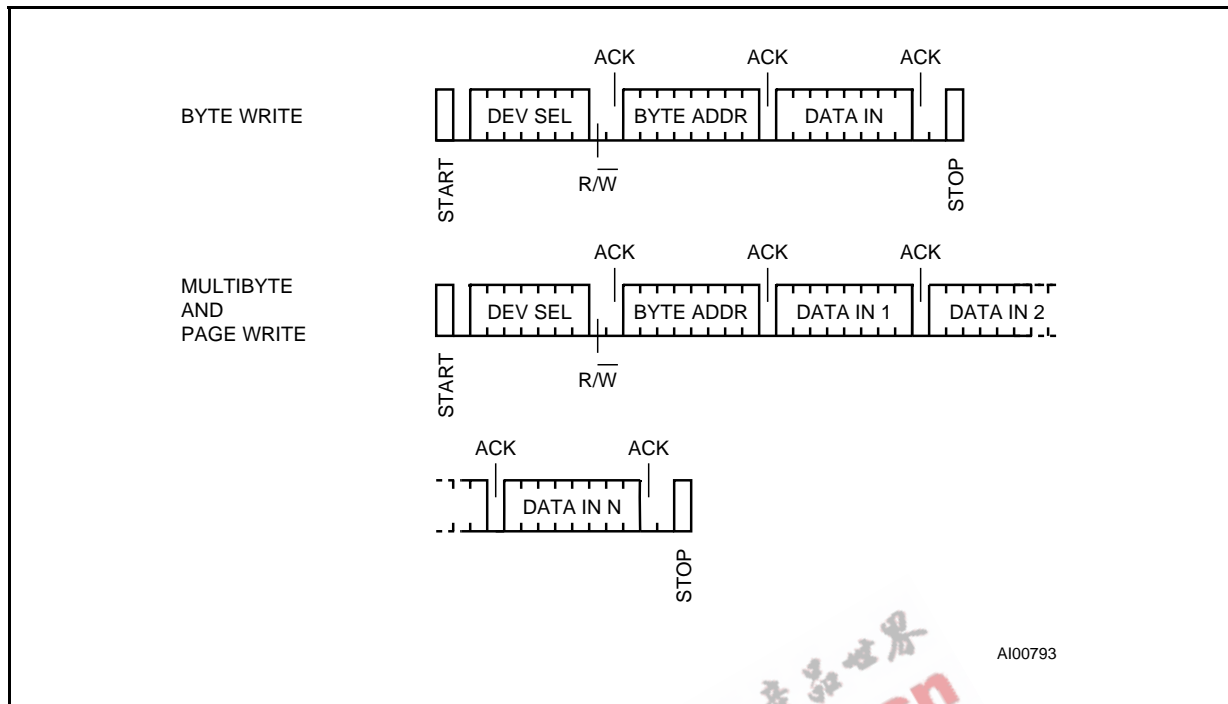 ACK ACK ACK
BYTE WRITE
DEV SEL BYTE ADDR DATA IN
R/W̅
START STOP
ACK ACK ACK
MULTIBYTE
AND
PAGE WRITE
DEV SEL BYTE ADDR DATA IN 1 DATA IN 2
R/W̅
START
ACK ACK
DATA IN N
STOP
AI00793